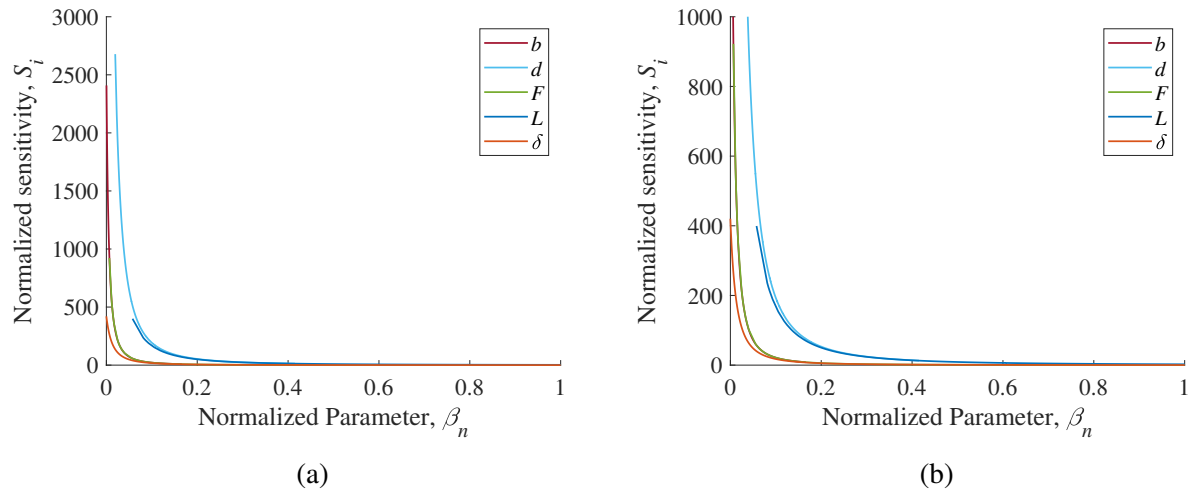 3000
2500
2000
1500
1000
500
0
Normalized sensitivity, S_i
b
d
F
L
δ
0 0.2 0.4 0.6 0.8 1
Normalized Parameter, β_n
(a)
1000
800
600
400
200
0
Normalized sensitivity, S_i
b
d
F
L
δ
0 0.2 0.4 0.6 0.8 1
Normalized Parameter, β_n
(b)